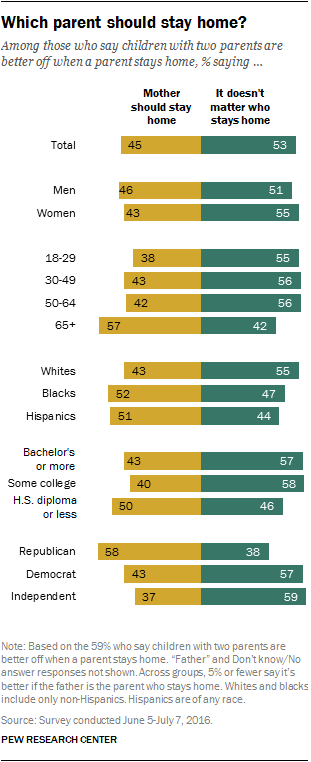 Which parent should stay home?
Among those who say children with two parents are
better off when a parent stays home, % saying ...
Mother
should stay
home
It doesn't
matter who
stays home
Total 45 53
Men 46 51
Women 43 55
18-29 38 55
30-49 43 56
50-64 42 56
65+ 57 42
Whites 43 55
Blacks 52 47
Hispanics 51 44
Bachelor's
or more 43 57
Some college 40 58
H.S. diploma
or less 50 46
Republican 58 38
Democrat 43 57
Independent 37 59
Note: Based on the 59% who say children with two parents are
better off when a parent stays home. “Father” and Don't know/No
answer responses not shown. Across groups, 5% or fewer say it's
better if the father is the parent who stays home. Whites and blacks
include only non-Hispanics. Hispanics are of any race.
Source: Survey conducted June 5-July 7, 2016.
PEW RESEARCH CENTER